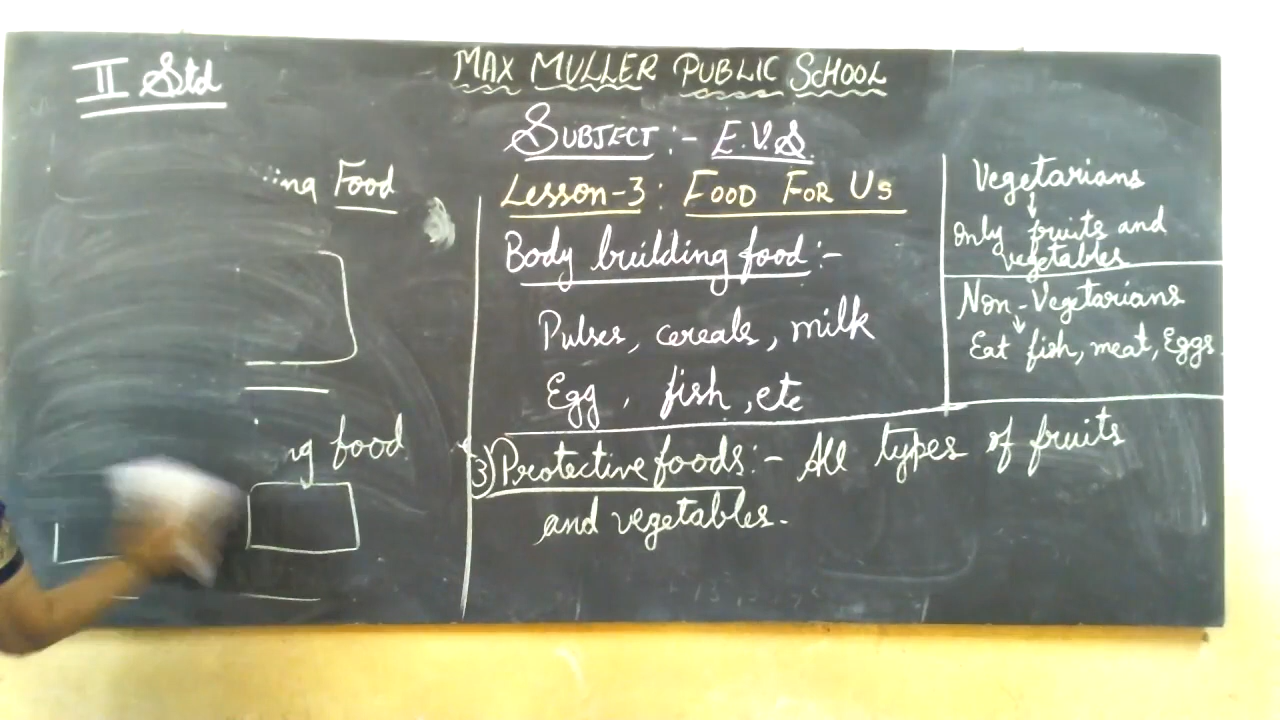 II Std
MAX MULLER PUBLIC SCHOOL
SUBJECT :- E.V.S.
Lesson-3 : FOOD FOR US
ing Food
ng food
Body building food :-
Pulses, cereals, milk
Egg , fish , etc
3) Protective foods :- All types of fruits
and vegetables.
Vegetarians
↓
Only fruits and
vegetables
Non-Vegetarians
↓
Eat fish, meat, Eggs.